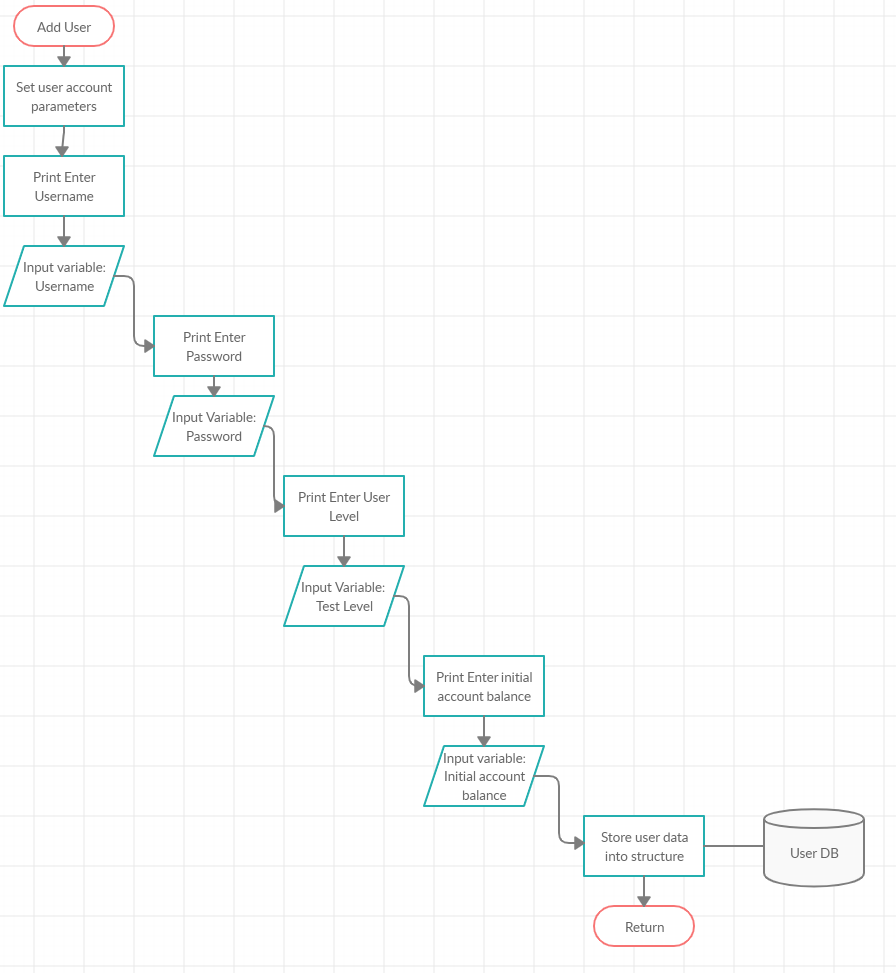 Add User
Set user account
parameters
Print Enter
Username
Input variable:
Username
Print Enter
Password
Input Variable:
Password
Print Enter User
Level
Input Variable:
Test Level
Print Enter initial
account balance
Input variable:
Initial account
balance
Store user data
into structure
User DB
Return